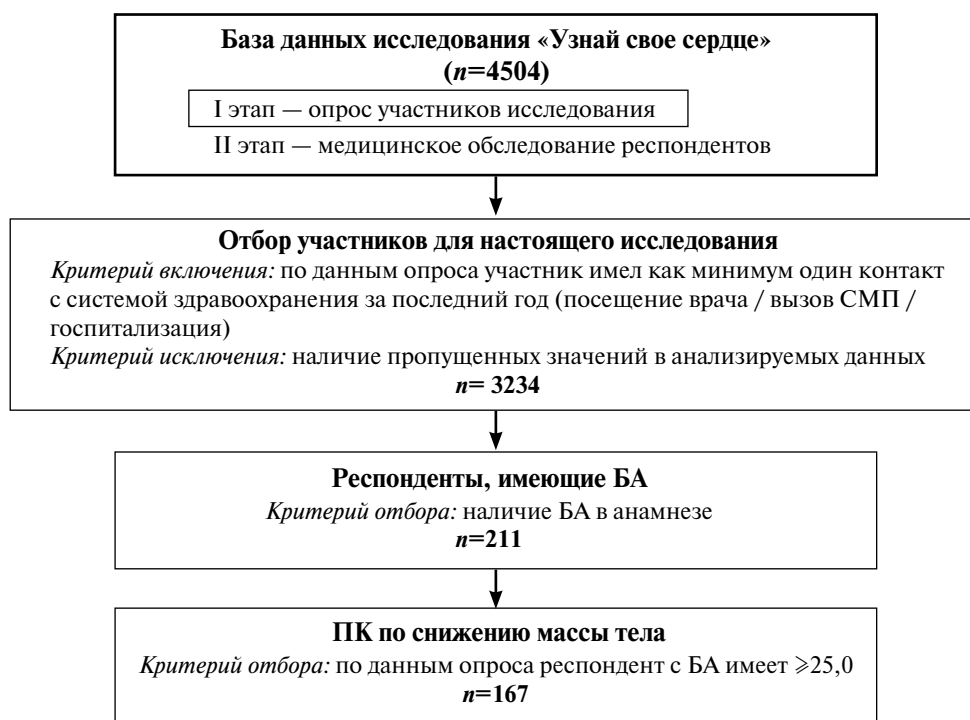 База данных исследования «Узнай свое сердце»
(n=4504)
I этап — опрос участников исследования
II этап — медицинское обследование респондентов
Отбор участников для настоящего исследования
Критерий включения: по данным опроса участник имел как минимум один контакт
с системой здравоохранения за последний год (посещение врача / вызов СМП /
госпитализация)
Критерий исключения: наличие пропущенных значений в анализируемых данных
n= 3234
Респонденты, имеющие БА
Критерий отбора: наличие БА в анамнезе
n=211
ПК по снижению массы тела
Критерий отбора: по данным опроса респондент с БА имеет ⩾25,0
n=167